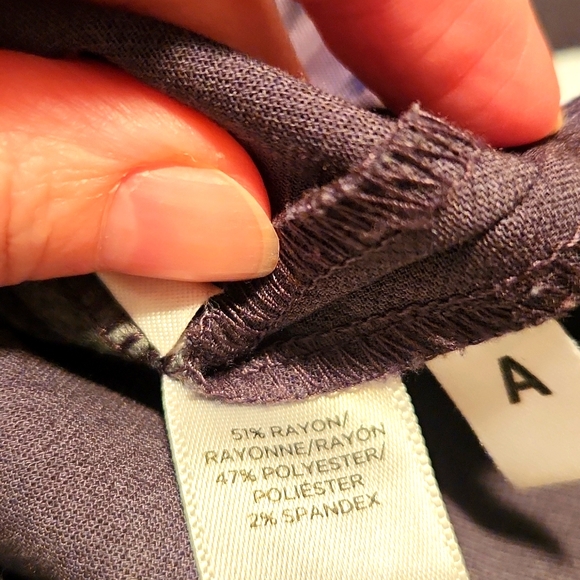 51% RAYON/
RAYONNE/RAYÓN
47% POLYESTER/
POLIÉSTER
2% SPANDEX
A